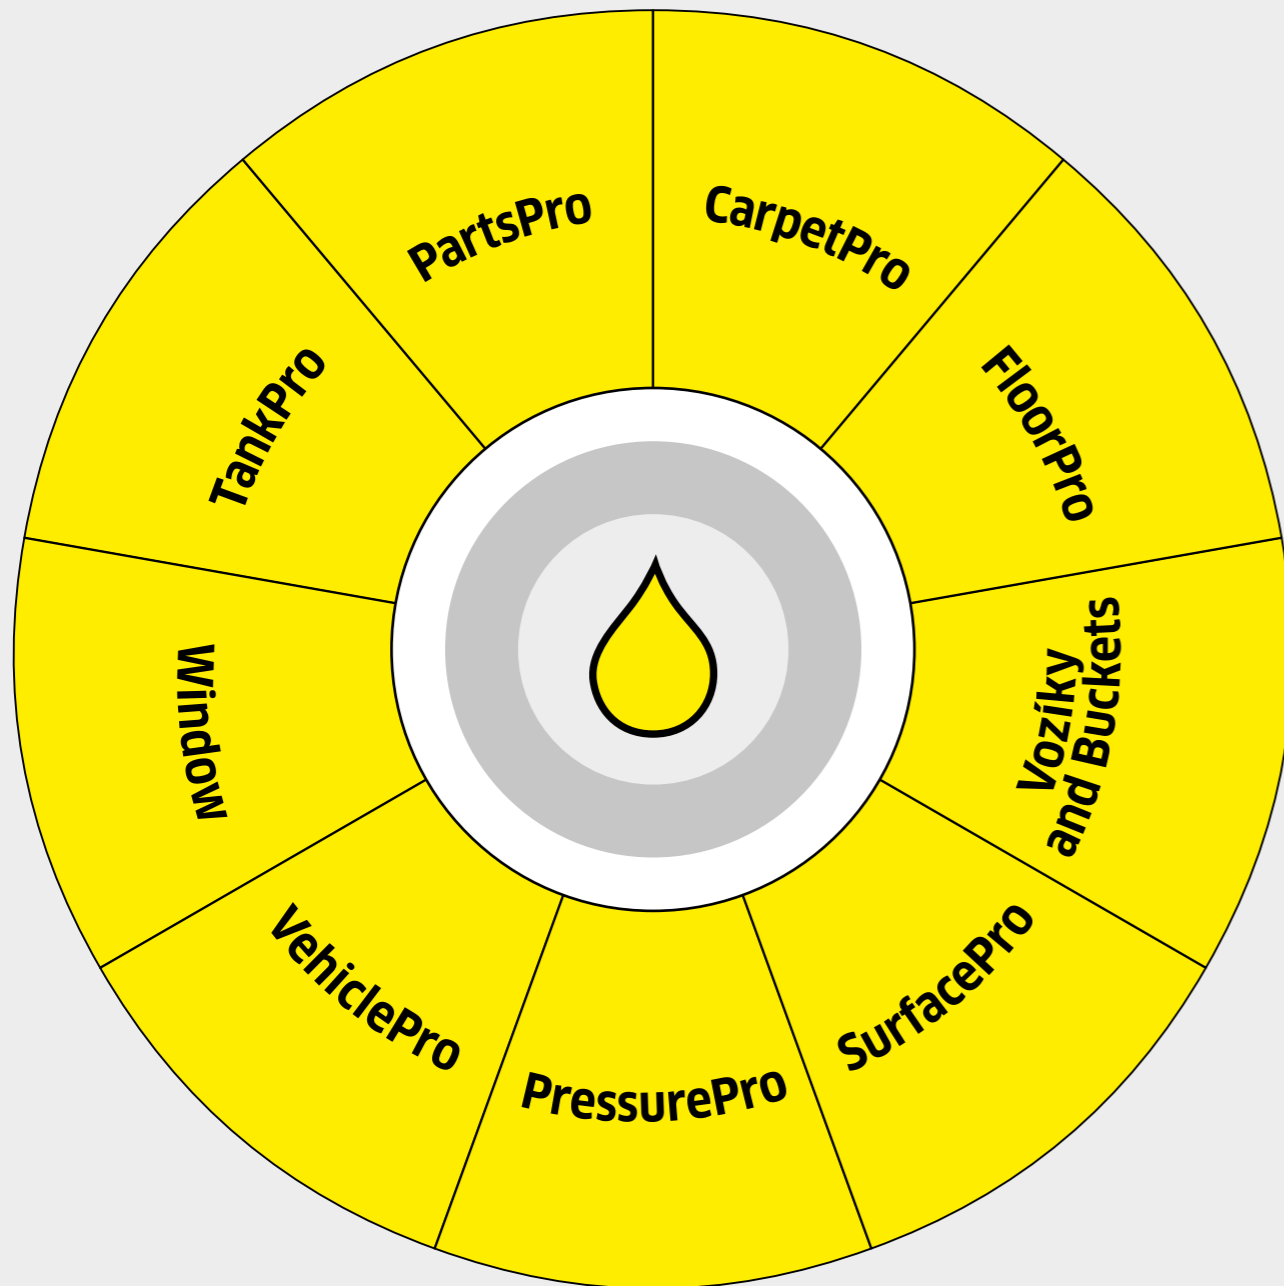 CarpetPro
FloorPro
Vozíky
and Buckets
SurfacePro
PressurePro
VehiclePro
Window
TankPro
PartsPro